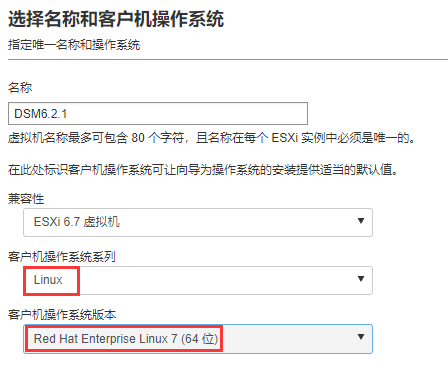 选择名称和客户机操作系统
指定唯一名称和操作系统
名称
DSM6.2.1
虚拟机名称最多可包含 80 个字符，且名称在每个 ESXi 实例中必须是唯一的。
在此处标识客户机操作系统可让向导为操作系统的安装提供适当的默认值。
兼容性
ESXi 6.7 虚拟机
客户机操作系统系列
Linux
客户机操作系统版本
Red Hat Enterprise Linux 7 (64 位)